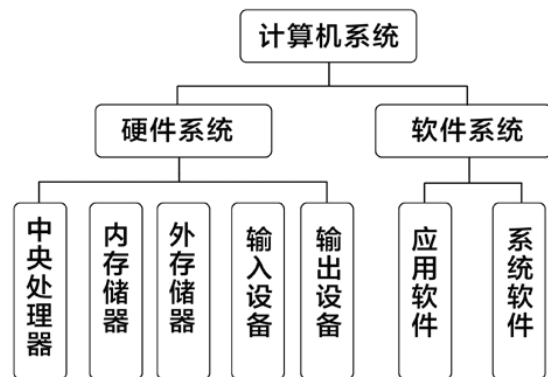 计算机系统
硬件系统
软件系统
中央处理器
内存储器
外存储器
输入设备
输出设备
应用软件
系统软件